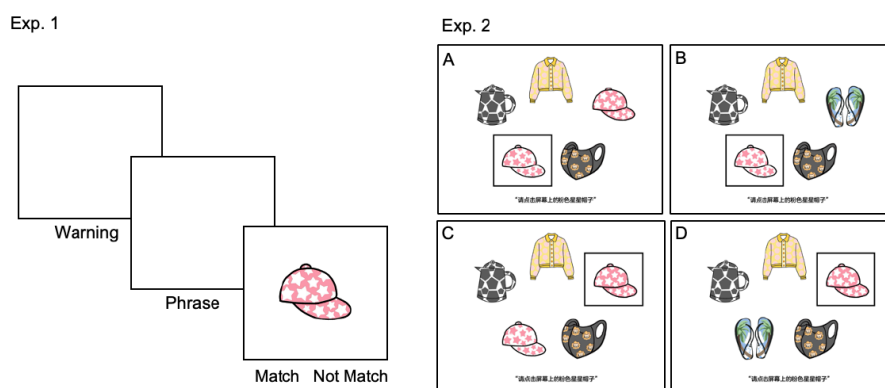 Exp. 1
Warning
Phrase
Match Not Match
Exp. 2
A
"请点击屏幕上的粉色星星帽子"
B
"请点击屏幕上的粉色星星帽子"
C
"请点击屏幕上的粉色星星帽子"
D
"请点击屏幕上的粉色星星帽子"